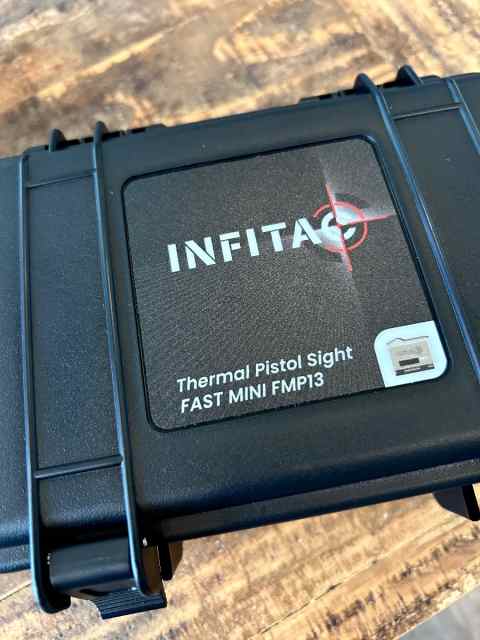 INFITAC
Thermal Pistol Sight
FAST MINI FMP13